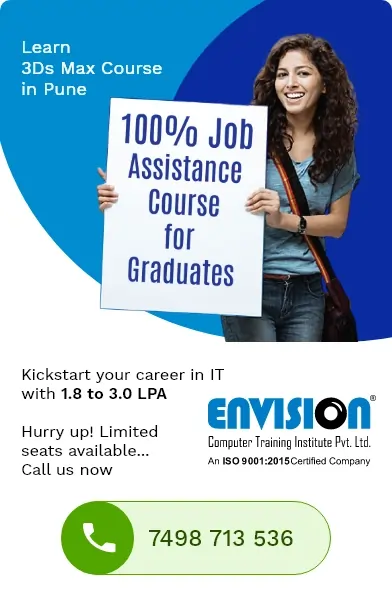 Learn
3Ds Max Course
in Pune
100% Job
Assistance
Course
for
Graduates
Kickstart your career in IT
with 1.8 to 3.0 LPA
Hurry up! Limited
seats available...
Call us now
ENVISION®
Computer Training Institute Pvt. Ltd.
An ISO 9001:2015 Certified Company
7498 713 536